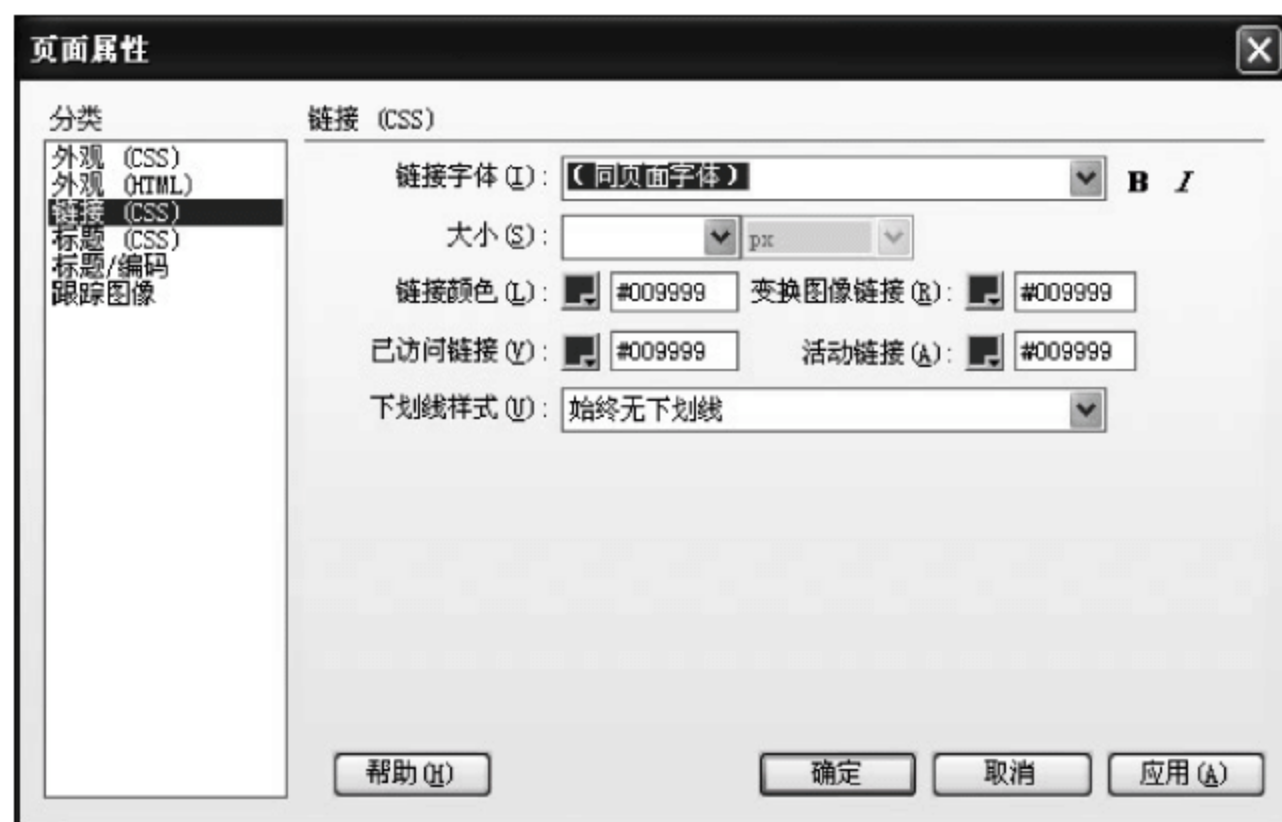 页面属性
分类
外观 (CSS)
外观 (HTML)
链接 (CSS)
标题 (CSS)
标题/编码
跟踪图像
链接 (CSS)
链接字体(I): (同页面字体) B I
大小(S): px
链接颜色(L): #009999 变换图像链接(R): #009999
已访问链接(V): #009999 活动链接(A): #009999
下划线样式(U): 始终无下划线
帮助(H) 确定 取消 应用(A)